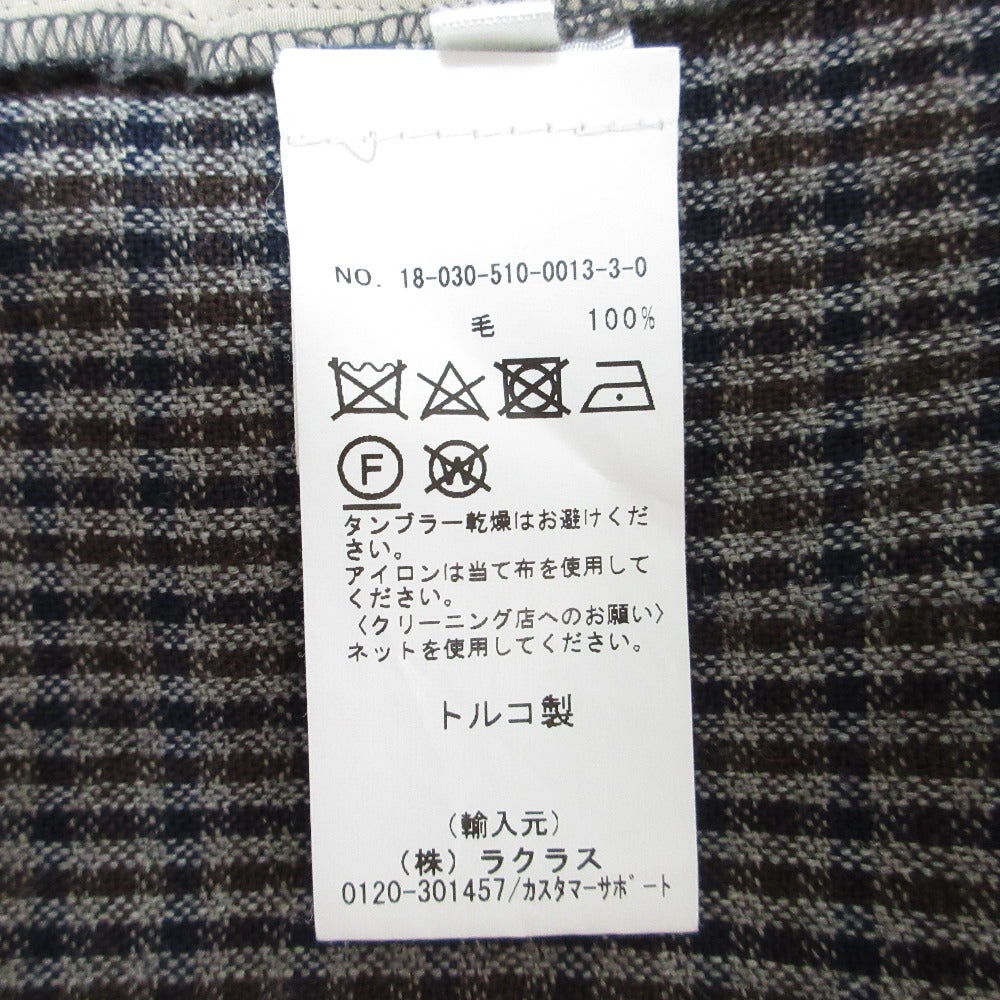 NO. 18-030-510-0013-3-0
毛 100%
F
W
タンブラー乾燥はお避けくだ
さい。
アイロンは当て布を使用して
ください。
〈クリーニング店へのお願い〉
ネットを使用してください。
トルコ製
(輸入元)
(株) ラクラス
0120-301457/カスタマーサポート